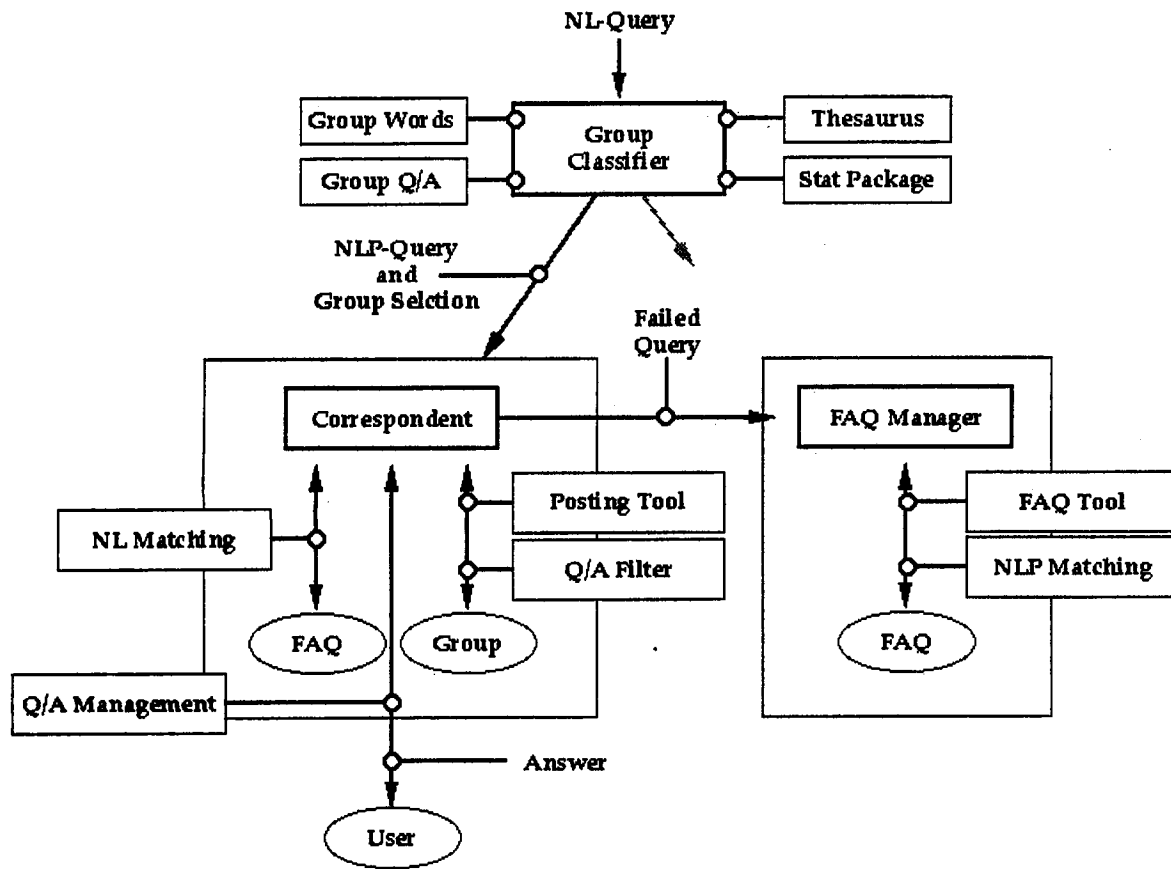 NL-Query
Group Words
Group Q/A
Group
Classifier
Thesaurus
Stat Package
NLP-Query
and
Group Selction
Failed
Query
Correspondent
FAQ Manager
NL Matching
Posting Tool
Q/A Filter
FAQ Tool
NLP Matching
FAQ
Group
FAQ
Q/A Management
Answer
User